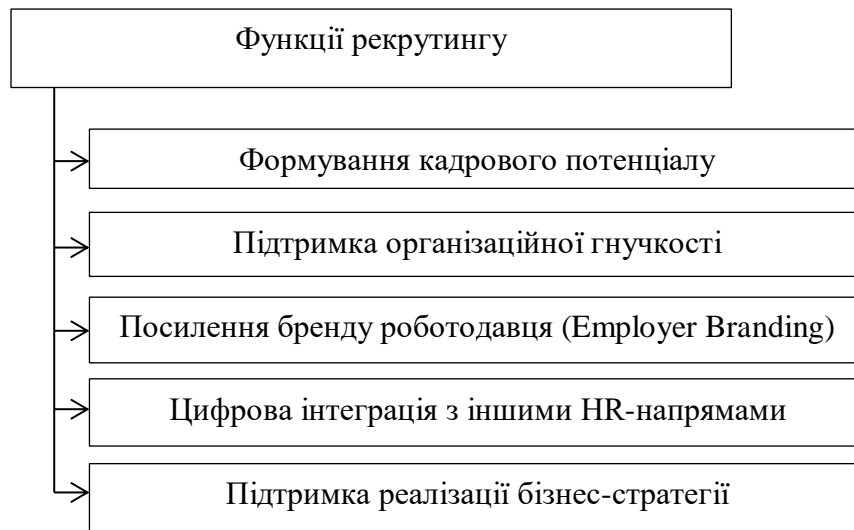 Функції рекрутингу
Формування кадрового потенціалу
Підтримка організаційної гнучкості
Посилення бренду роботодавця (Employer Branding)
Цифрова інтеграція з іншими HR-напрямами
Підтримка реалізації бізнес-стратегії